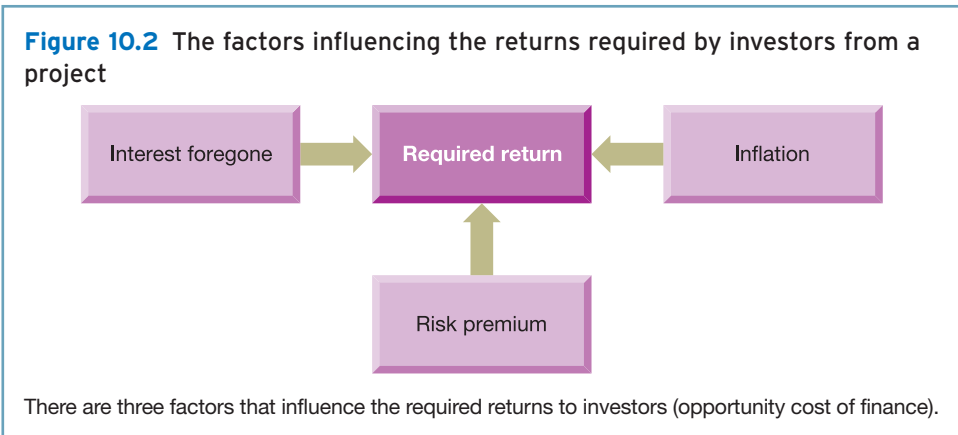 Figure 10.2 The factors influencing the returns required by investors from a
project
Interest foregone
Required return
Inflation
Risk premium
There are three factors that influence the required returns to investors (opportunity cost of finance).